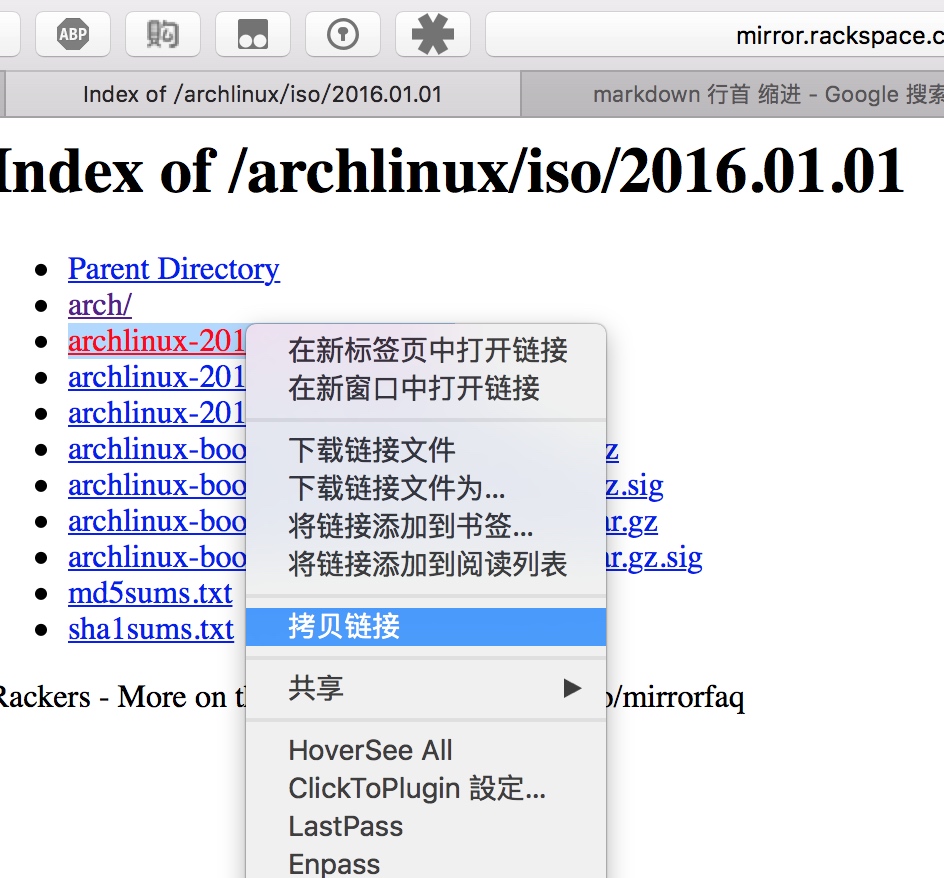 ABP
购
mirror.rackspace.c
Index of /archlinux/iso/2016.01.01
markdown 行首 缩进 - Google 搜索
Index of /archlinux/iso/2016.01.01
Parent Directory
arch/
archlinux-201
在新标签页中打开链接
archlinux-201
在新窗口中打开链接
archlinux-201
archlinux-boo
z
下载链接文件
archlinux-boo
z.sig
下载链接文件为...
archlinux-boo
ar.gz
将链接添加到书签...
archlinux-boo
ar.gz.sig
将链接添加到阅读列表
md5sums.txt
sha1sums.txt
拷贝链接
Rackers - More on t
o/mirrorfaq
共享
HoverSee All
ClickToPlugin 設定...
LastPass
Enpass